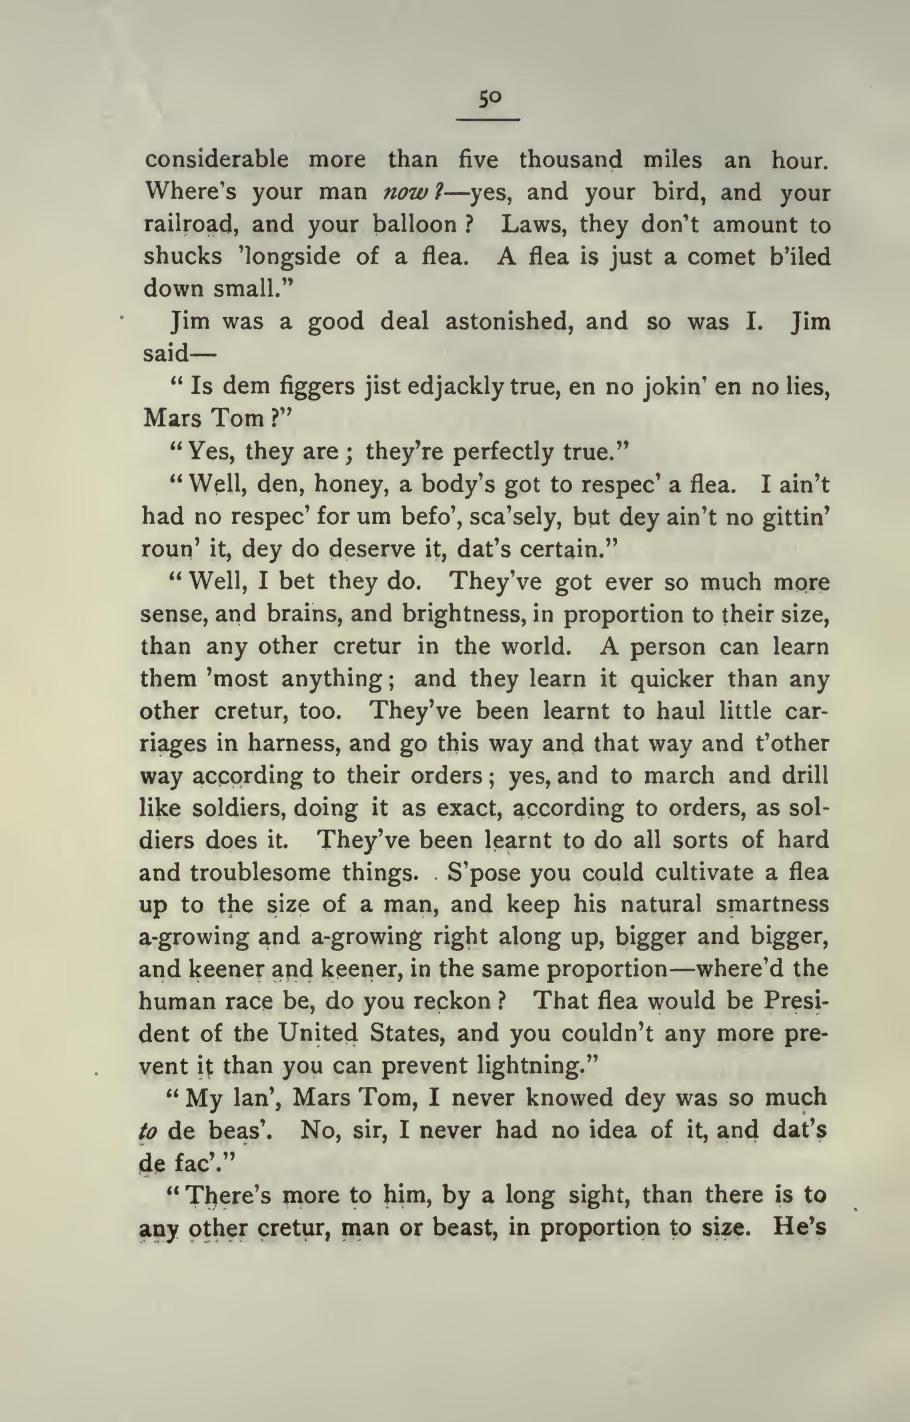 50
considerable more than five thousand miles an hour.
Where's your man now?—yes, and your bird, and your
railroad, and your balloon? Laws, they don't amount to
shucks 'longside of a flea. A flea is just a comet b'iled
down small."
Jim was a good deal astonished, and so was I. Jim
said—
"Is dem figgers jist edjackly true, en no jokin' en no lies,
Mars Tom?"
"Yes, they are; they're perfectly true."
"Well, den, honey, a body's got to respec' a flea. I ain't
had no respec' for um befo', sca'sely, but dey ain't no gittin'
roun' it, dey do deserve it, dat's certain."
"Well, I bet they do. They've got ever so much more
sense, and brains, and brightness, in proportion to their size,
than any other cretur in the world. A person can learn
them 'most anything; and they learn it quicker than any
other cretur, too. They've been learnt to haul little car-
riages in harness, and go this way and that way and t'other
way according to their orders; yes, and to march and drill
like soldiers, doing it as exact, according to orders, as sol-
diers does it. They've been learnt to do all sorts of hard
and troublesome things. S'pose you could cultivate a flea
up to the size of a man, and keep his natural smartness
a-growing and a-growing right along up, bigger and bigger,
and keener and keener, in the same proportion—where'd the
human race be, do you reckon? That flea would be Presi-
dent of the United States, and you couldn't any more pre-
vent it than you can prevent lightning."
"My lan', Mars Tom, I never knowed dey was so much
to de beas'. No, sir, I never had no idea of it, and dat's
de fac'."
"There's more to him, by a long sight, than there is to
any other cretur, man or beast, in proportion to size. He's